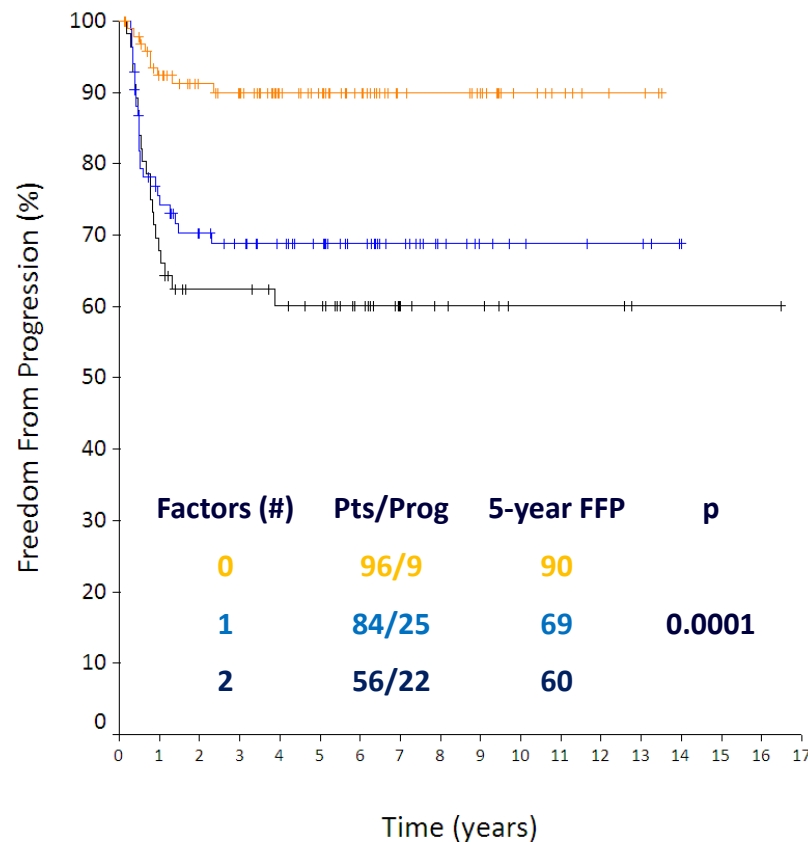 100
90
80
70
60
50
40
30
20
10
0
Freedom From Progression (%)
Factors (#) Pts/Prog 5-year FFP p
0 96/9 90
1 84/25 69 0.0001
2 56/22 60
0 1 2 3 4 5 6 7 8 9 10 11 12 13 14 15 16 17
Time (years)